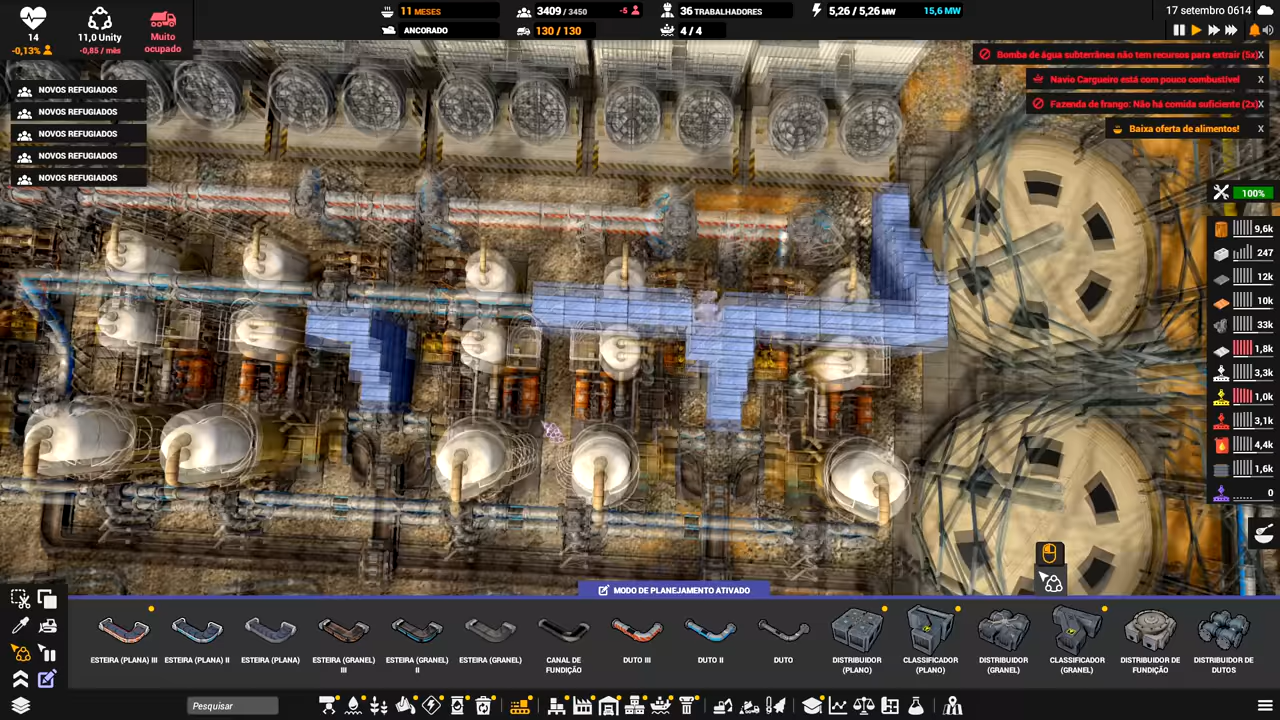 14
-0,13%
11,0 Unity
-0,85 / mês
Muito
ocupado
11 MESES
ANCORADO
3409 / 3450
-5
130 / 130
36 TRABALHADORES
4 / 4
5,26 / 5,26 MW
15,6 MW
17 setembro 0614
Bomba de água subterrânea não tem recursos para extrair (5x)
X
Navio Cargueiro está com pouco combustível
X
Fazenda de frango: Não há comida suficiente (2x)
X
Baixa oferta de alimentos!
X
NOVOS REFUGIADOS
NOVOS REFUGIADOS
NOVOS REFUGIADOS
NOVOS REFUGIADOS
NOVOS REFUGIADOS
100%
9,6k
247
12k
10k
33k
1,8k
3,3k
1,0k
3,1k
4,4k
1,6k
0
MODO DE PLANEJAMENTO ATIVADO
ESTEIRA (PLANA) III
ESTEIRA (PLANA) II
ESTEIRA (PLANA)
ESTEIRA (GRANEL)
III
ESTEIRA (GRANEL)
II
ESTEIRA (GRANEL)
CANAL DE
FUNDIÇÃO
DUTO III
DUTO II
DUTO
DISTRIBUIDOR
(PLANO)
CLASSIFICADOR
(PLANO)
DISTRIBUIDOR
(GRANEL)
CLASSIFICADOR
(GRANEL)
DISTRIBUIDOR DE
FUNDIÇÃO
DISTRIBUIDOR DE
DUTOS
Pesquisar